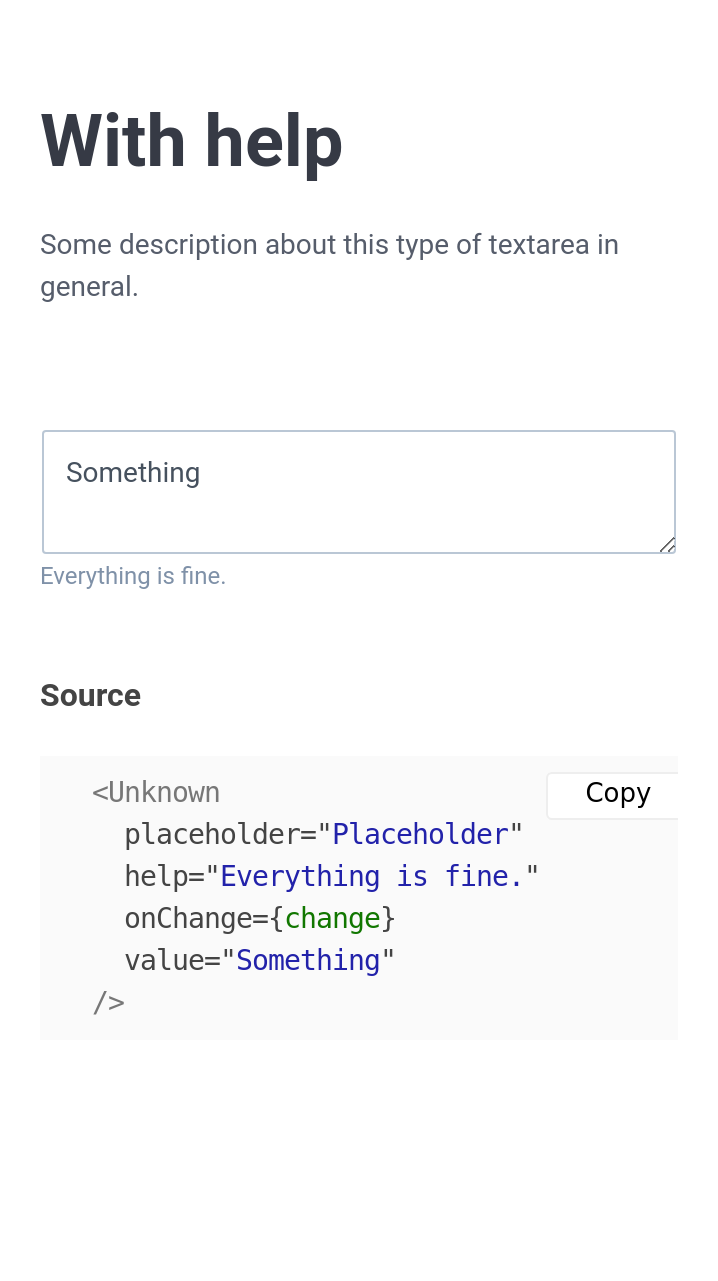 With help
Some description about this type of textarea in
general.
Something
Everything is fine.
Source
<Unknown
Copy
placeholder="Placeholder"
help="Everything is fine."
onChange={change}
value="Something"
/>